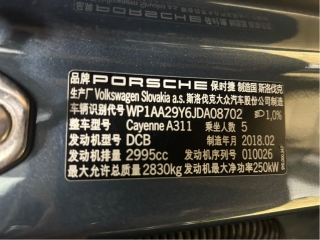 品牌 PORSCHE 保时捷 制造国 斯洛伐克
生产厂 Volkswagen Slovakia a.s. 斯洛伐克大众汽车股份公司制造
车辆识别代号 WP1AA29Y6JDA08702 1,0%
整车型号 Cayenne A311 乘坐人数 5
发动机型号 DCB 制造年月 2018.02
发动机排量 2995cc 序列号 010026
最大允许总质量 2830kg 发动机最大净功率 250kW